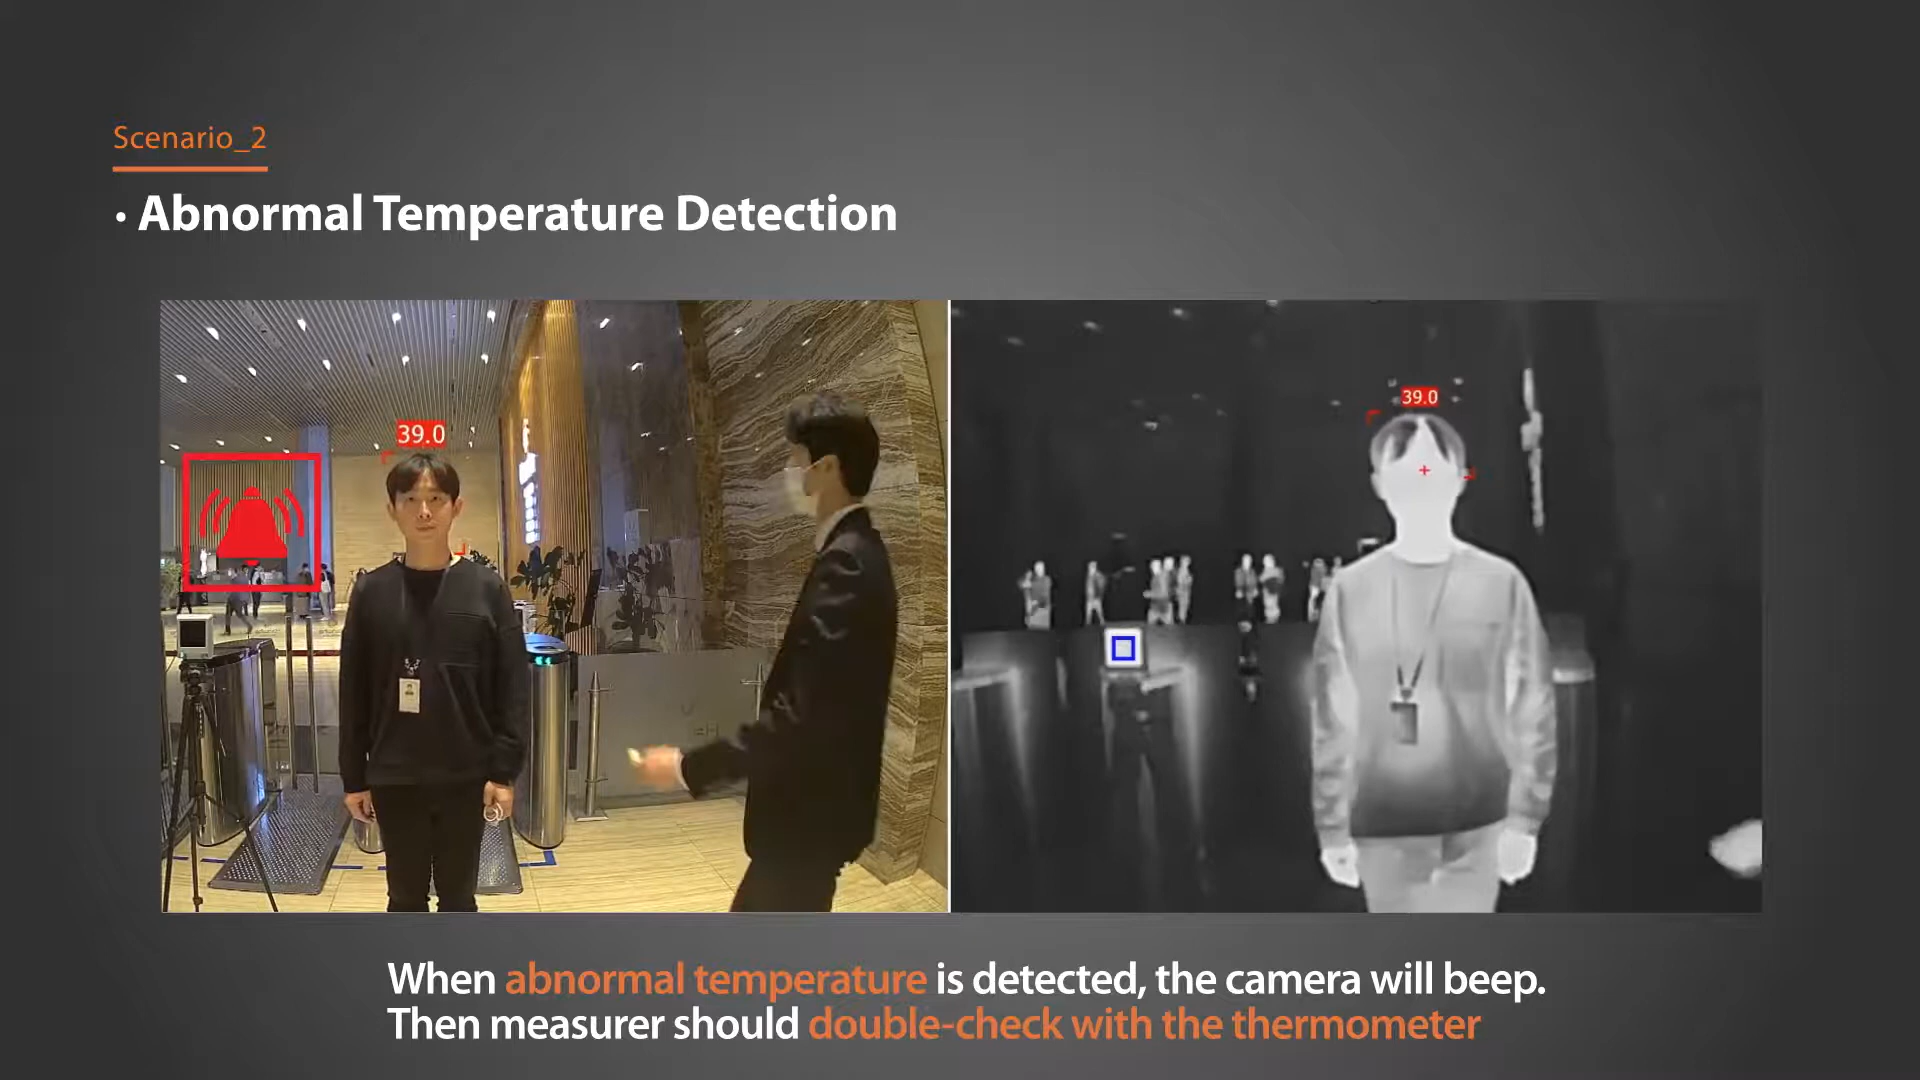 Scenario_2
• Abnormal Temperature Detection
39.0
39.0
When abnormal temperature is detected, the camera will beep.
Then measurer should double-check with the thermometer